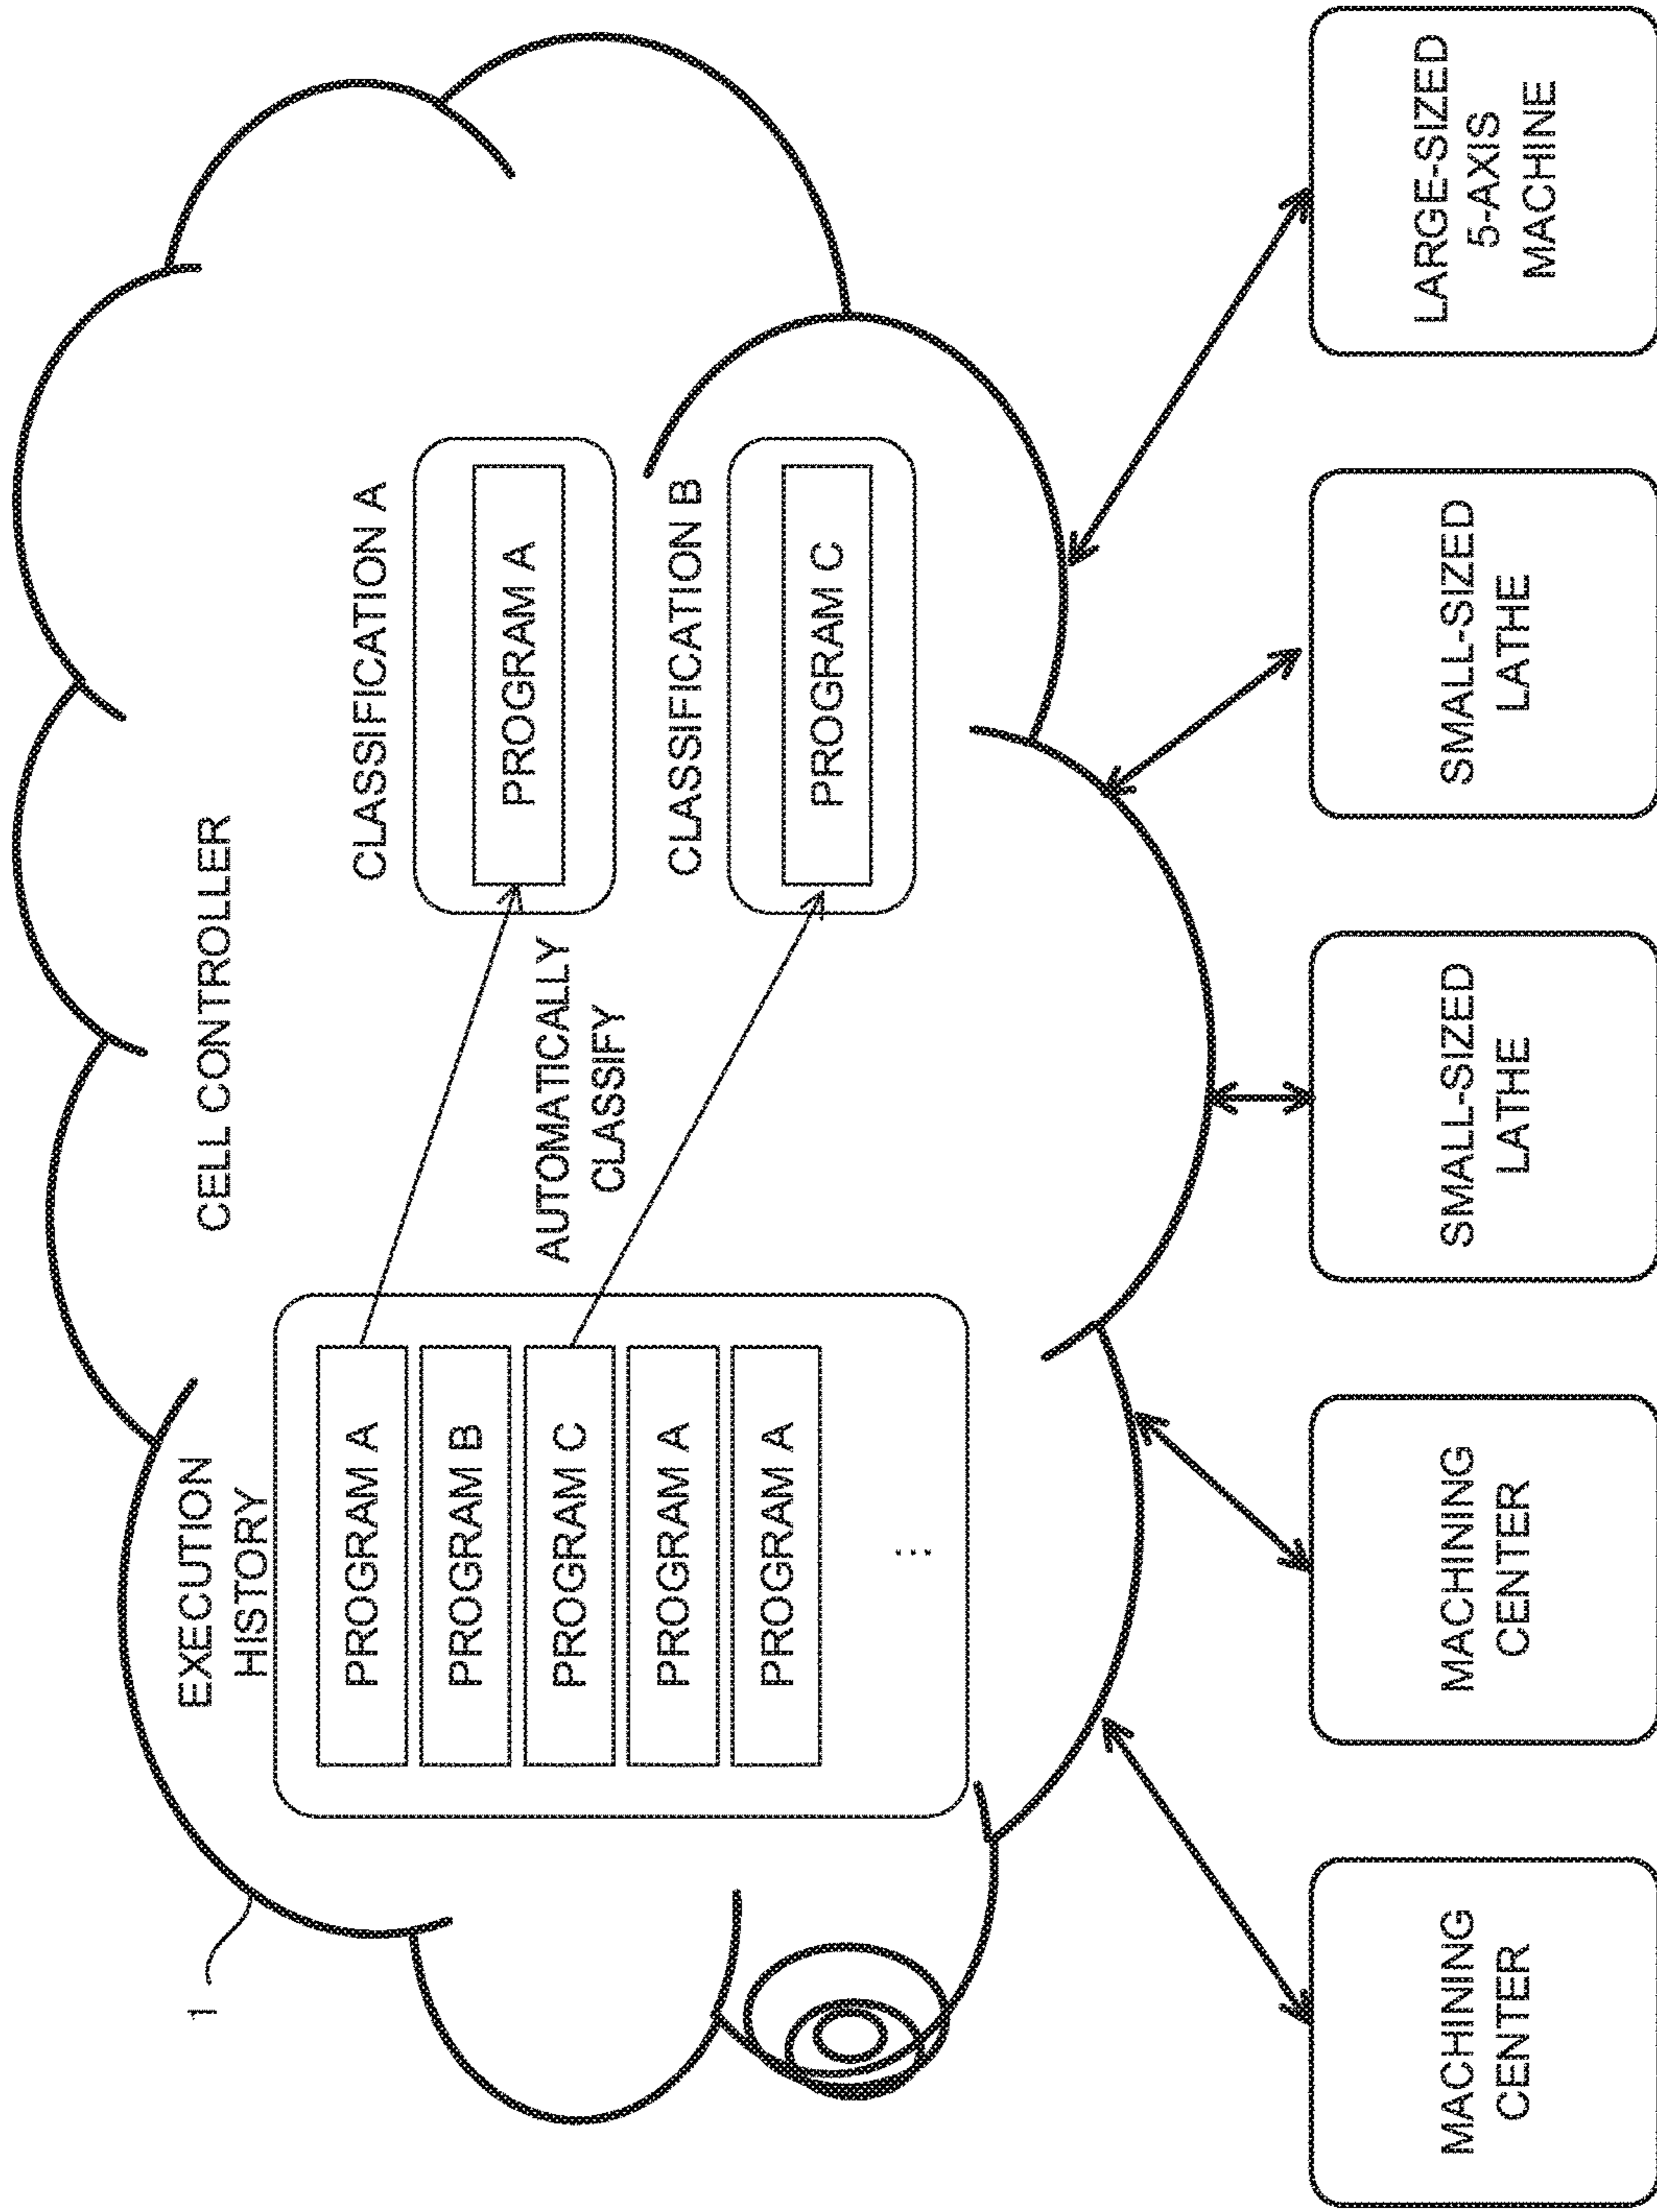 1
CELL CONTROLLER
EXECUTION
HISTORY
PROGRAM A
PROGRAM B
PROGRAM C
PROGRAM A
PROGRAM A
...
AUTOMATICALLY
CLASSIFY
CLASSIFICATION A
PROGRAM A
CLASSIFICATION B
PROGRAM C
MACHINING
CENTER
MACHINING
CENTER
SMALL-SIZED
LATHE
SMALL-SIZED
LATHE
LARGE-SIZED
5-AXIS
MACHINE